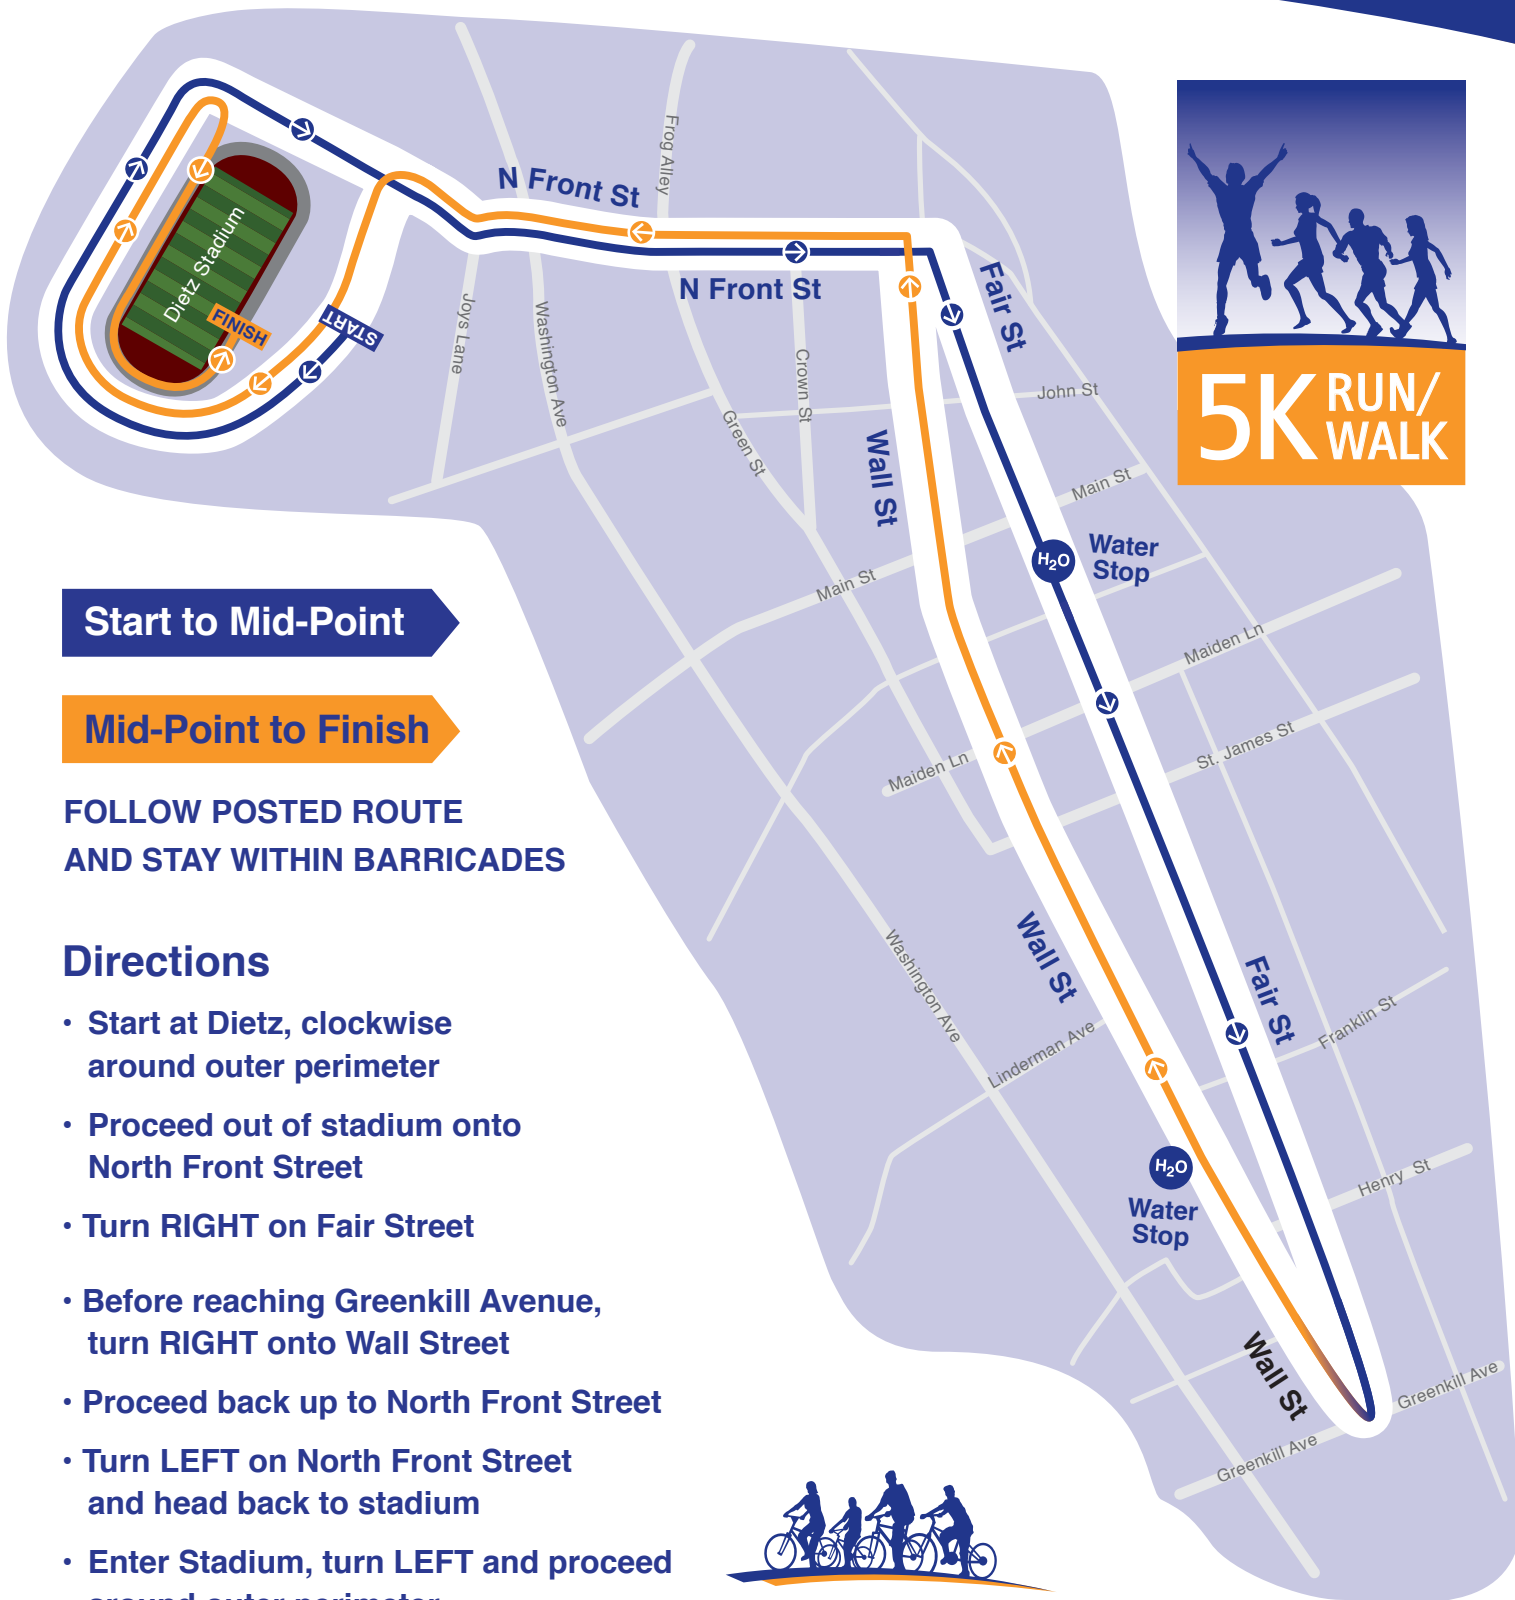 N Front St
Frog Alley
Dietz Stadium
FINISH
START
N Front St
Fair St
Joys Lane
Washington Ave
Crown St
Green St
John St
Wall St
Main St
5K RUN/
WALK
H2O
Water
Stop
Main St
Maiden Ln
Maiden Ln
St. James St
Start to Mid-Point
Mid-Point to Finish
FOLLOW POSTED ROUTE
AND STAY WITHIN BARRICADES
Wall St
Washington Ave
Fair St
Linderman Ave
Franklin St
H2O
Water
Stop
Henry St
Wall St
Greenkill Ave
Greenkill Ave
Directions
• Start at Dietz, clockwise
around outer perimeter
• Proceed out of stadium onto
North Front Street
• Turn RIGHT on Fair Street
• Before reaching Greenkill Avenue,
turn RIGHT onto Wall Street
• Proceed back up to North Front Street
• Turn LEFT on North Front Street
and head back to stadium
• Enter Stadium, turn LEFT and proceed
around outer perimeter